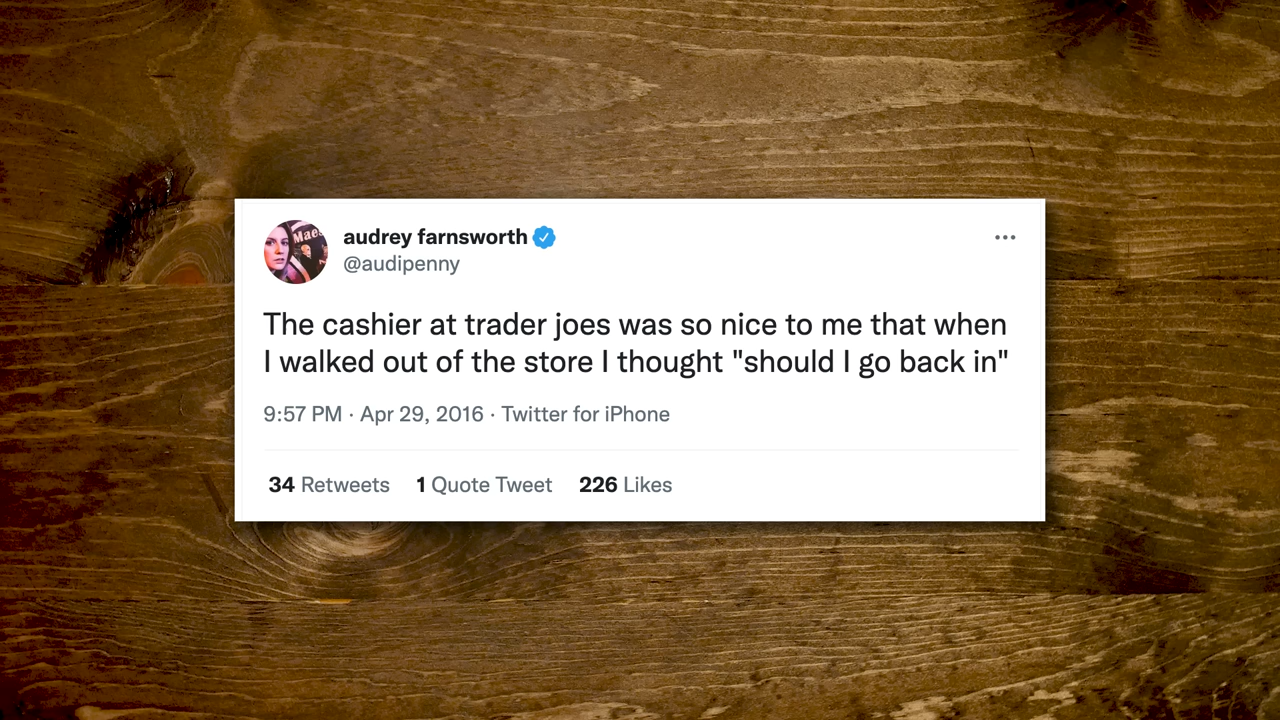 audrey farnsworth
@audipenny
The cashier at trader joes was so nice to me that when
I walked out of the store I thought "should I go back in"
9:57 PM · Apr 29, 2016 · Twitter for iPhone
34 Retweets 1 Quote Tweet 226 Likes